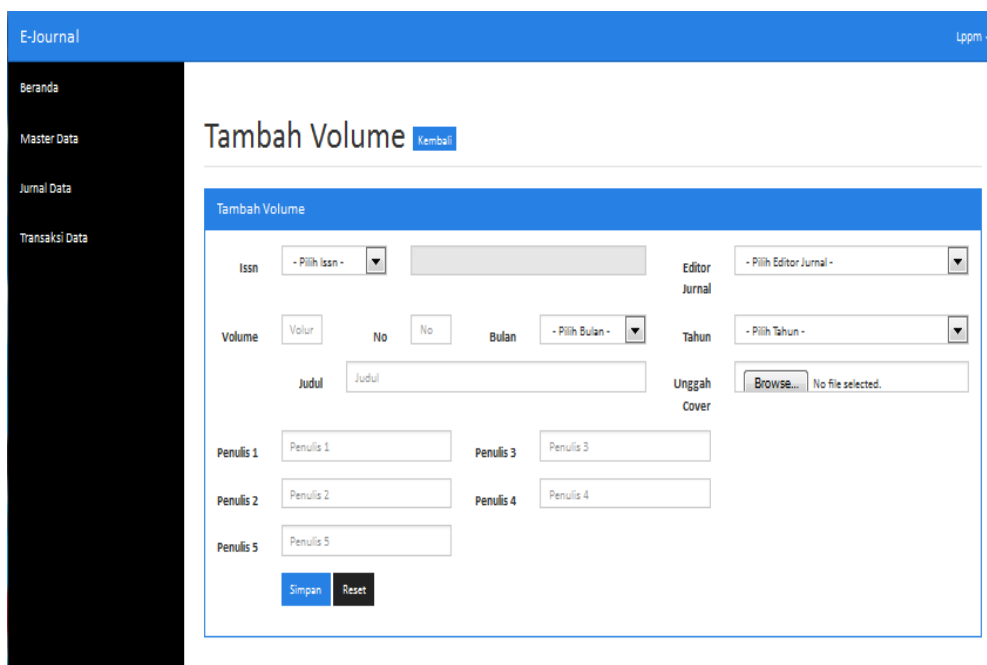 E-Journal
Lppm
Beranda
Master Data
Jurnal Data
Transaksi Data
Tambah Volume Kembali
Tambah Volume
Issn - Pilih Issn - Editor Jurnal - Pilih Editor Jurnal -
Volume Volur No No Bulan - Pilih Bulan - Tahun - Pilih Tahun -
Judul Judul Unggah Cover Browse... No file selected.
Penulis 1 Penulis 1 Penulis 3 Penulis 3
Penulis 2 Penulis 2 Penulis 4 Penulis 4
Penulis 5 Penulis 5
Simpan Reset